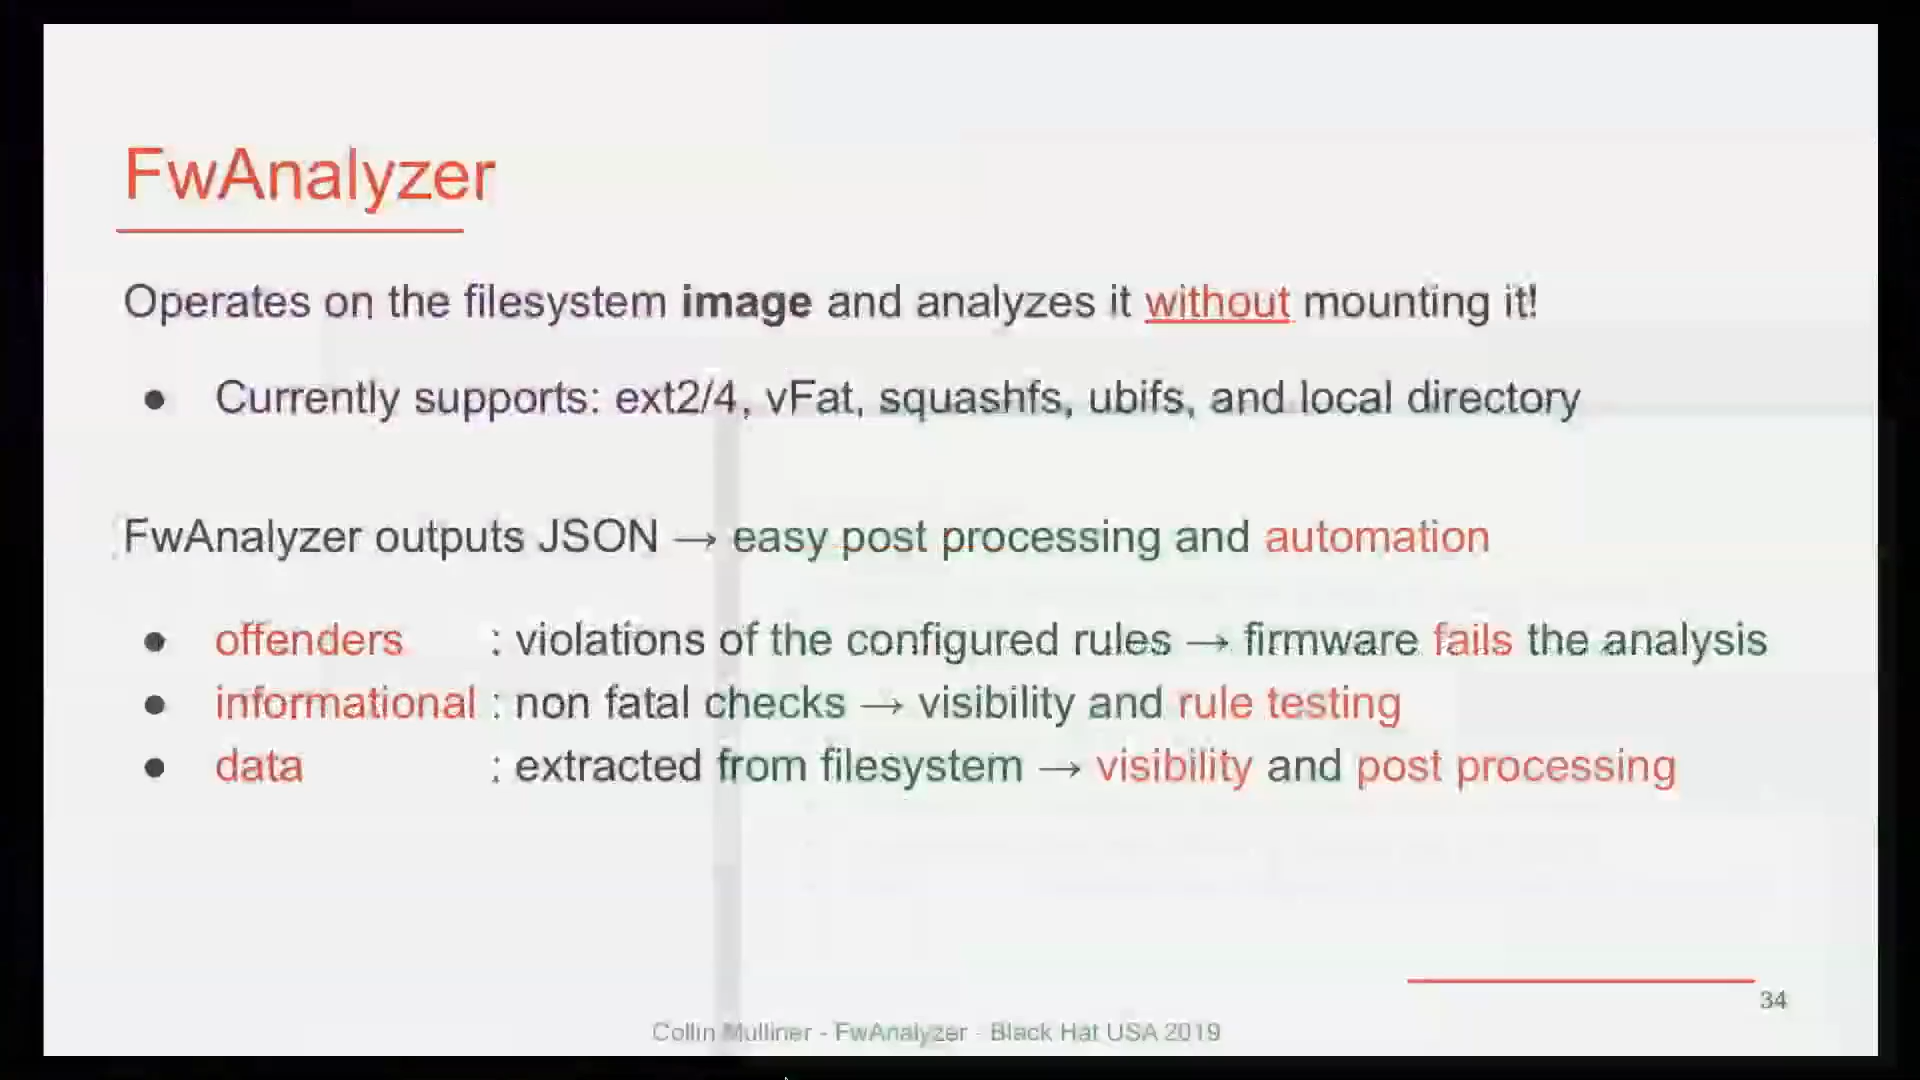 FwAnalyzer
Operates on the filesystem image and analyzes it without mounting it!
● Currently supports: ext2/4, vFat, squashfs, ubifs, and local directory
FwAnalyzer outputs JSON → easy post processing and automation
● offenders : violations of the configured rules → firmware fails the analysis
● informational : non fatal checks → visibility and rule testing
● data : extracted from filesystem → visibility and post processing
34
Collin Mulliner - FwAnalyzer - Black Hat USA 2019